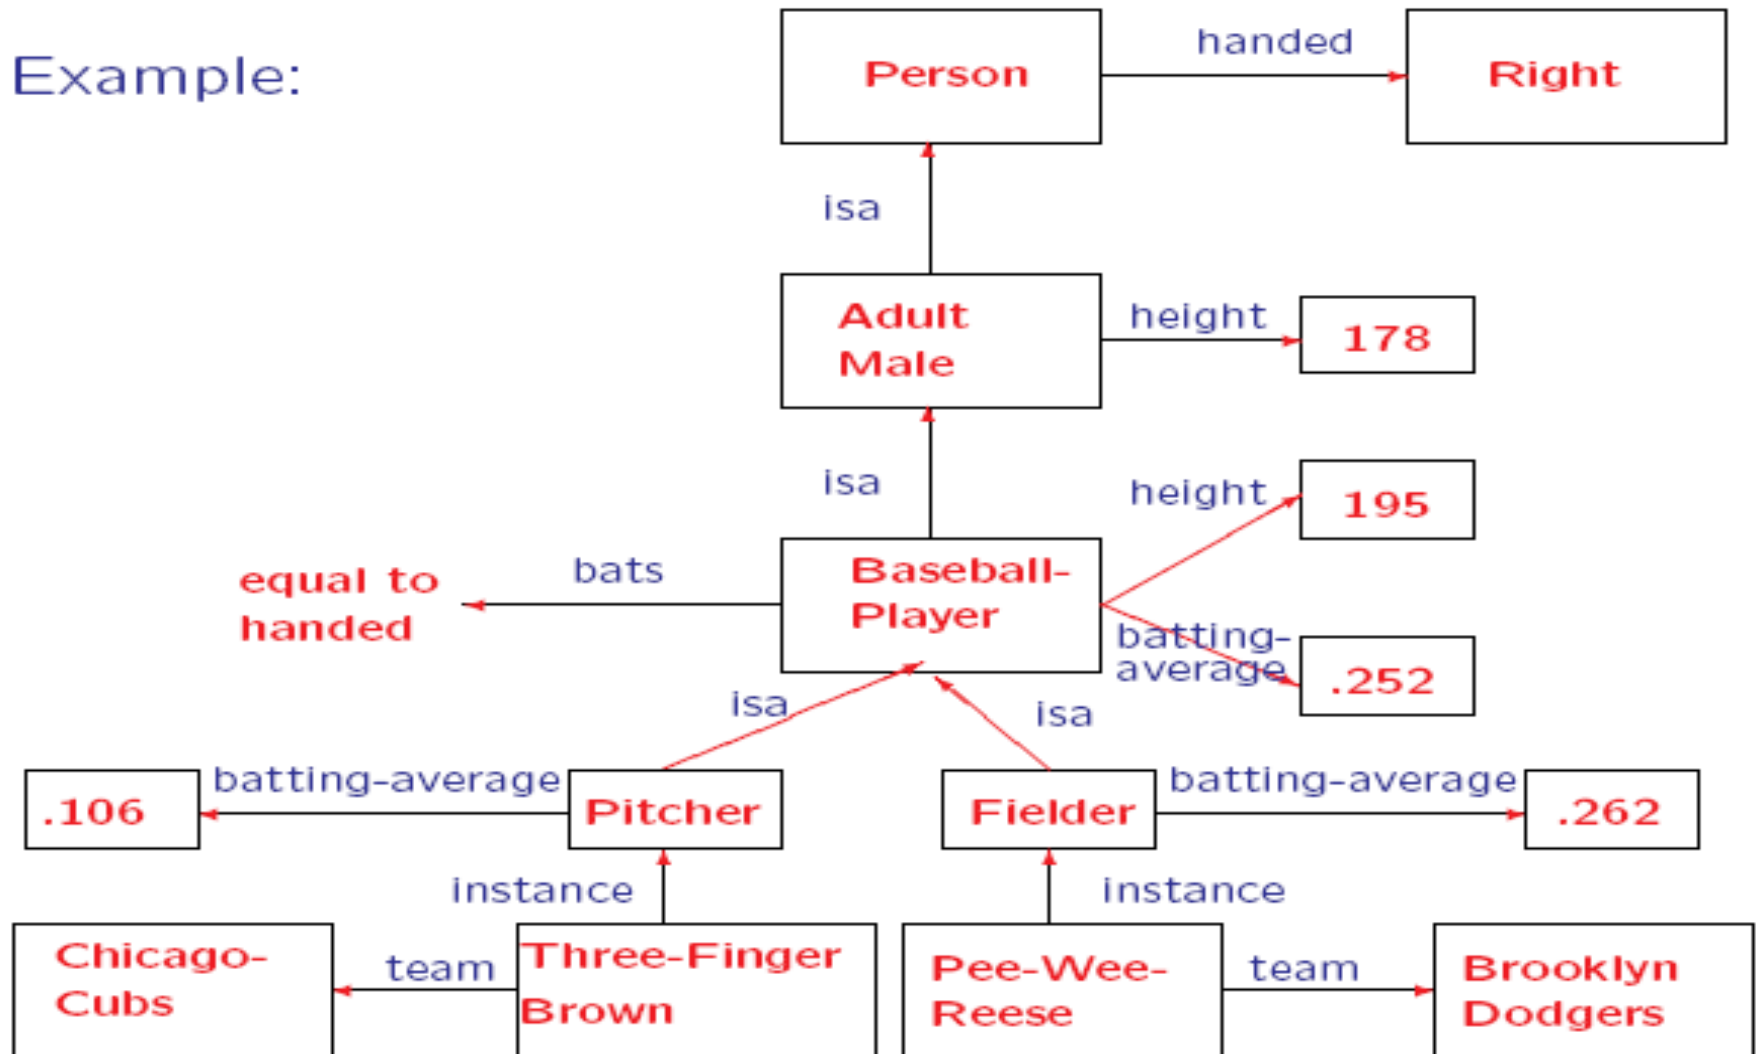 Example:
Person
handed
Right
isa
Adult
Male
height
178
isa
height
195
equal to
handed
bats
Baseball-
Player
batting-
average
.252
isa
isa
.106
batting-average
Pitcher
Fielder
batting-average
.262
instance
instance
Chicago-
Cubs
team
Three-Finger
Brown
Pee-Wee-
Reese
team
Brooklyn
Dodgers